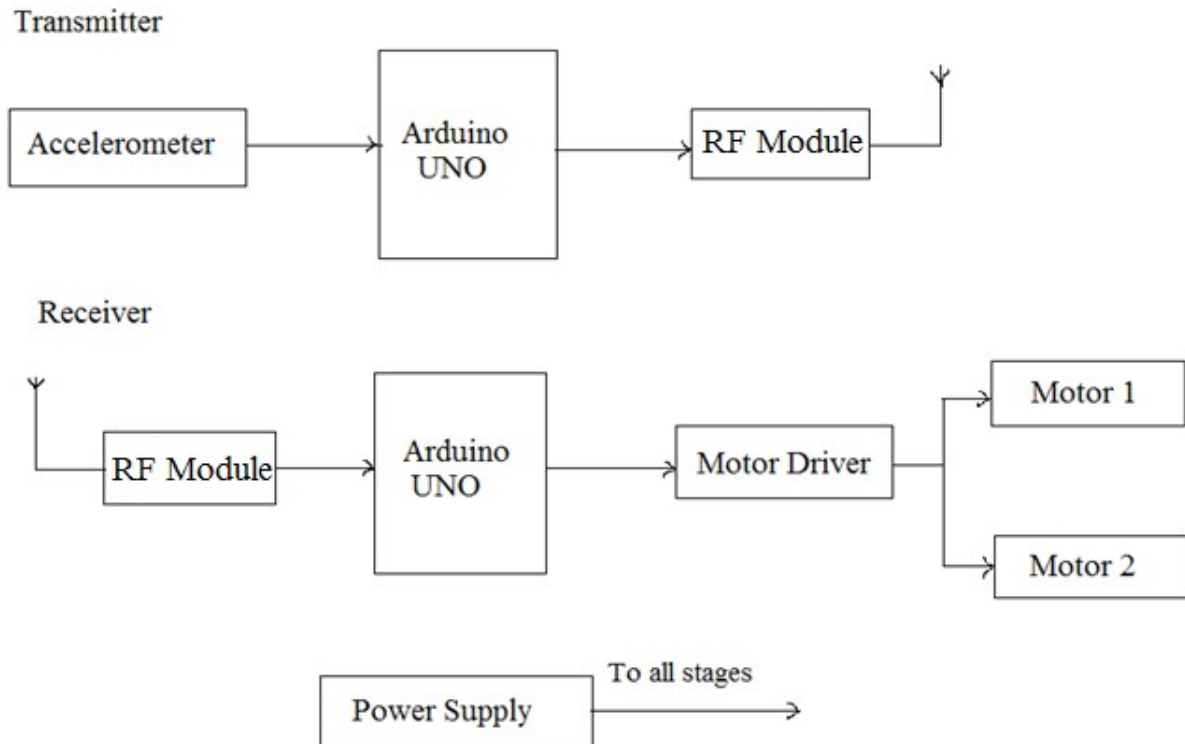 Transmitter
Accelerometer
Arduino
UNO
RF Module
Receiver
RF Module
Arduino
UNO
Motor Driver
Motor 1
Motor 2
Power Supply
To all stages